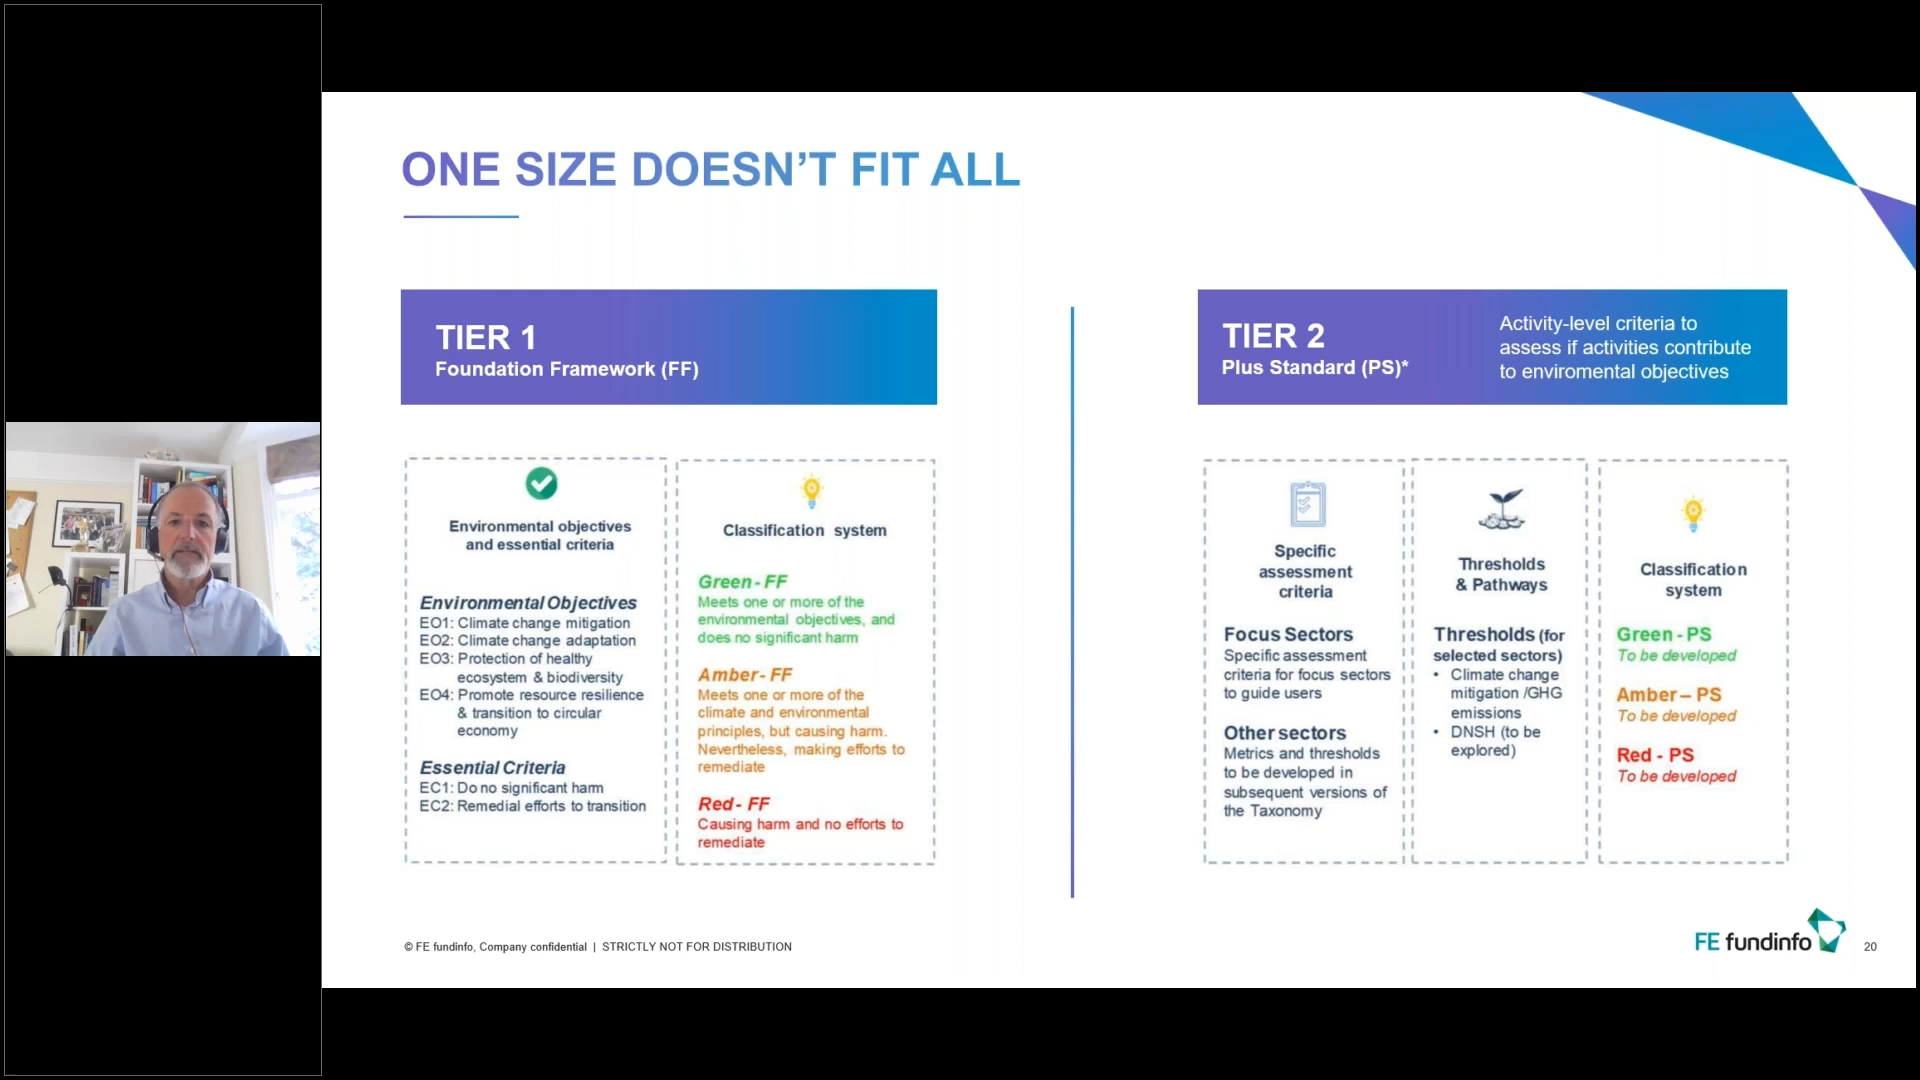 ONE SIZE DOESN’T FIT ALL
TIER 1
Foundation Framework (FF)
Environmental objectives
and essential criteria
Environmental Objectives
EO1: Climate change mitigation
EO2: Climate change adaptation
EO3: Protection of healthy
ecosystem & biodiversity
EO4: Promote resource resilience
& transition to circular
economy
Essential Criteria
EC1: Do no significant harm
EC2: Remedial efforts to transition
Classification system
Green - FF
Meets one or more of the
environmental objectives, and
does no significant harm
Amber- FF
Meets one or more of the
climate and environmental
principles, but causing harm.
Nevertheless, making efforts to
remediate
Red- FF
Causing harm and no efforts to
remediate
TIER 2
Plus Standard (PS)*
Activity-level criteria to
assess if activities contribute
to enviromental objectives
Specific
assessment
criteria
Focus Sectors
Specific assessment
criteria for focus sectors
to guide users
Other sectors
Metrics and thresholds
to be developed in
subsequent versions of
the Taxonomy
Thresholds
& Pathways
Thresholds (for
selected sectors)
• Climate change
mitigation /GHG
emissions
• DNSH (to be
explored)
Classification
system
Green - PS
To be developed
Amber – PS
To be developed
Red - PS
To be developed
© FE fundinfo, Company confidential | STRICTLY NOT FOR DISTRIBUTION
FE fundinfo
20